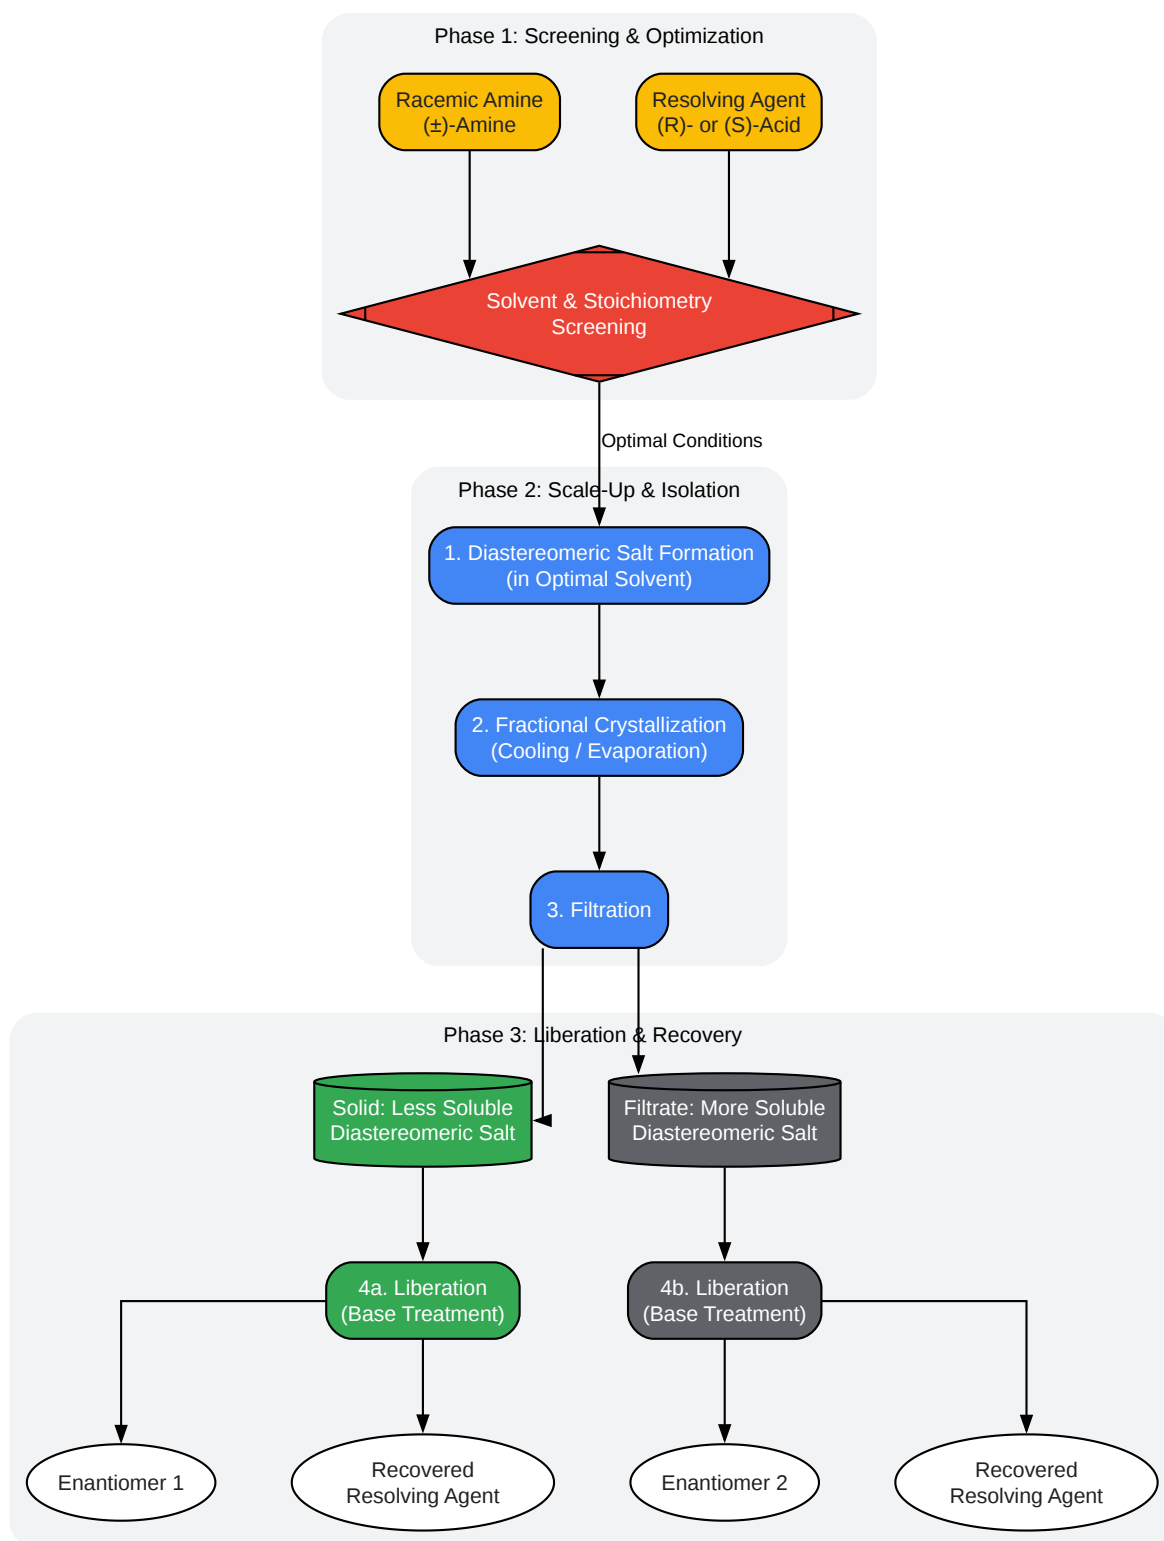 Phase 1: Screening & Optimization
Racemic Amine
(±)-Amine
Resolving Agent
(R)- or (S)-Acid
Solvent & Stoichiometry
Screening
Optimal Conditions
Phase 2: Scale-Up & Isolation
1. Diastereomeric Salt Formation
(in Optimal Solvent)
2. Fractional Crystallization
(Cooling / Evaporation)
3. Filtration
Phase 3: Liberation & Recovery
Solid: Less Soluble
Diastereomeric Salt
Filtrate: More Soluble
Diastereomeric Salt
4a. Liberation
(Base Treatment)
4b. Liberation
(Base Treatment)
Enantiomer 1
Recovered
Resolving Agent
Enantiomer 2
Recovered
Resolving Agent